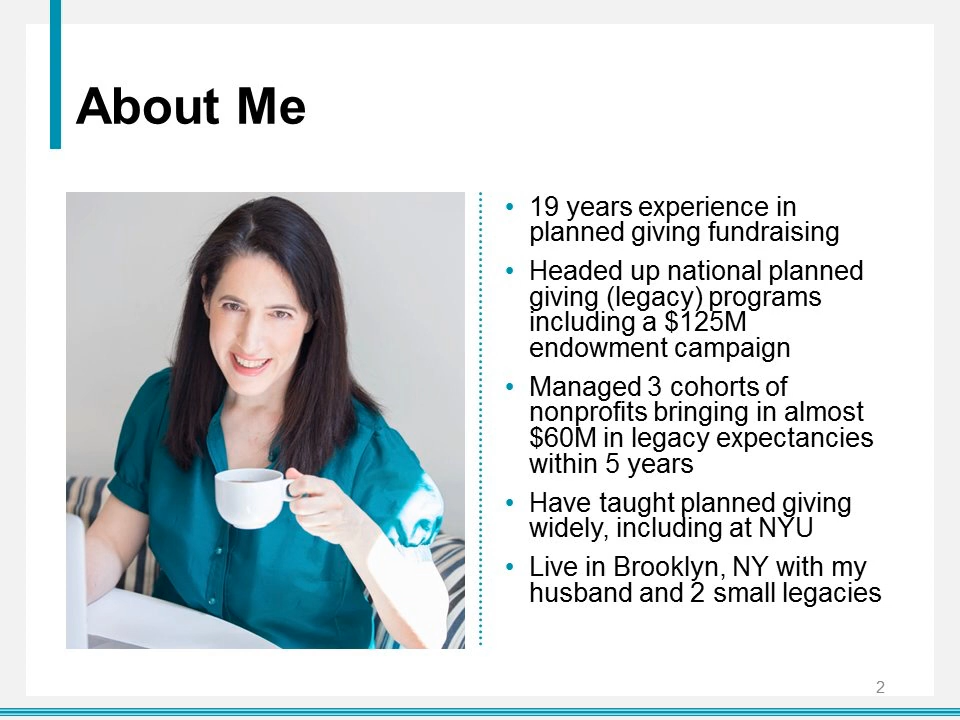 About Me
• 19 years experience in
planned giving fundraising
• Headed up national planned
giving (legacy) programs
including a $125M
endowment campaign
• Managed 3 cohorts of
nonprofits bringing in almost
$60M in legacy expectancies
within 5 years
• Have taught planned giving
widely, including at NYU
• Live in Brooklyn, NY with my
husband and 2 small legacies
2